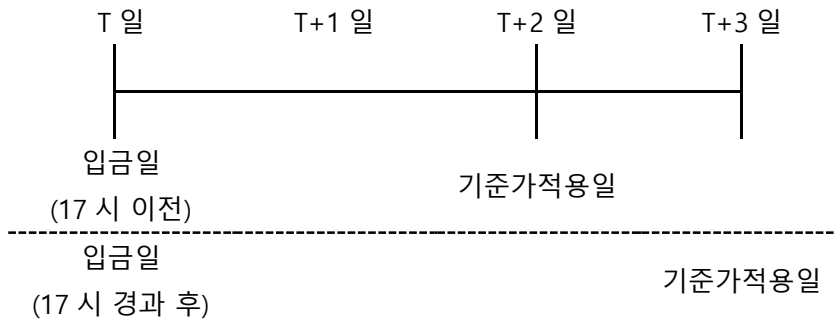 T 일 T+1 일 T+2 일 T+3 일
입금일
(17 시 이전)
기준가적용일
입금일
(17 시 경과 후)
기준가적용일